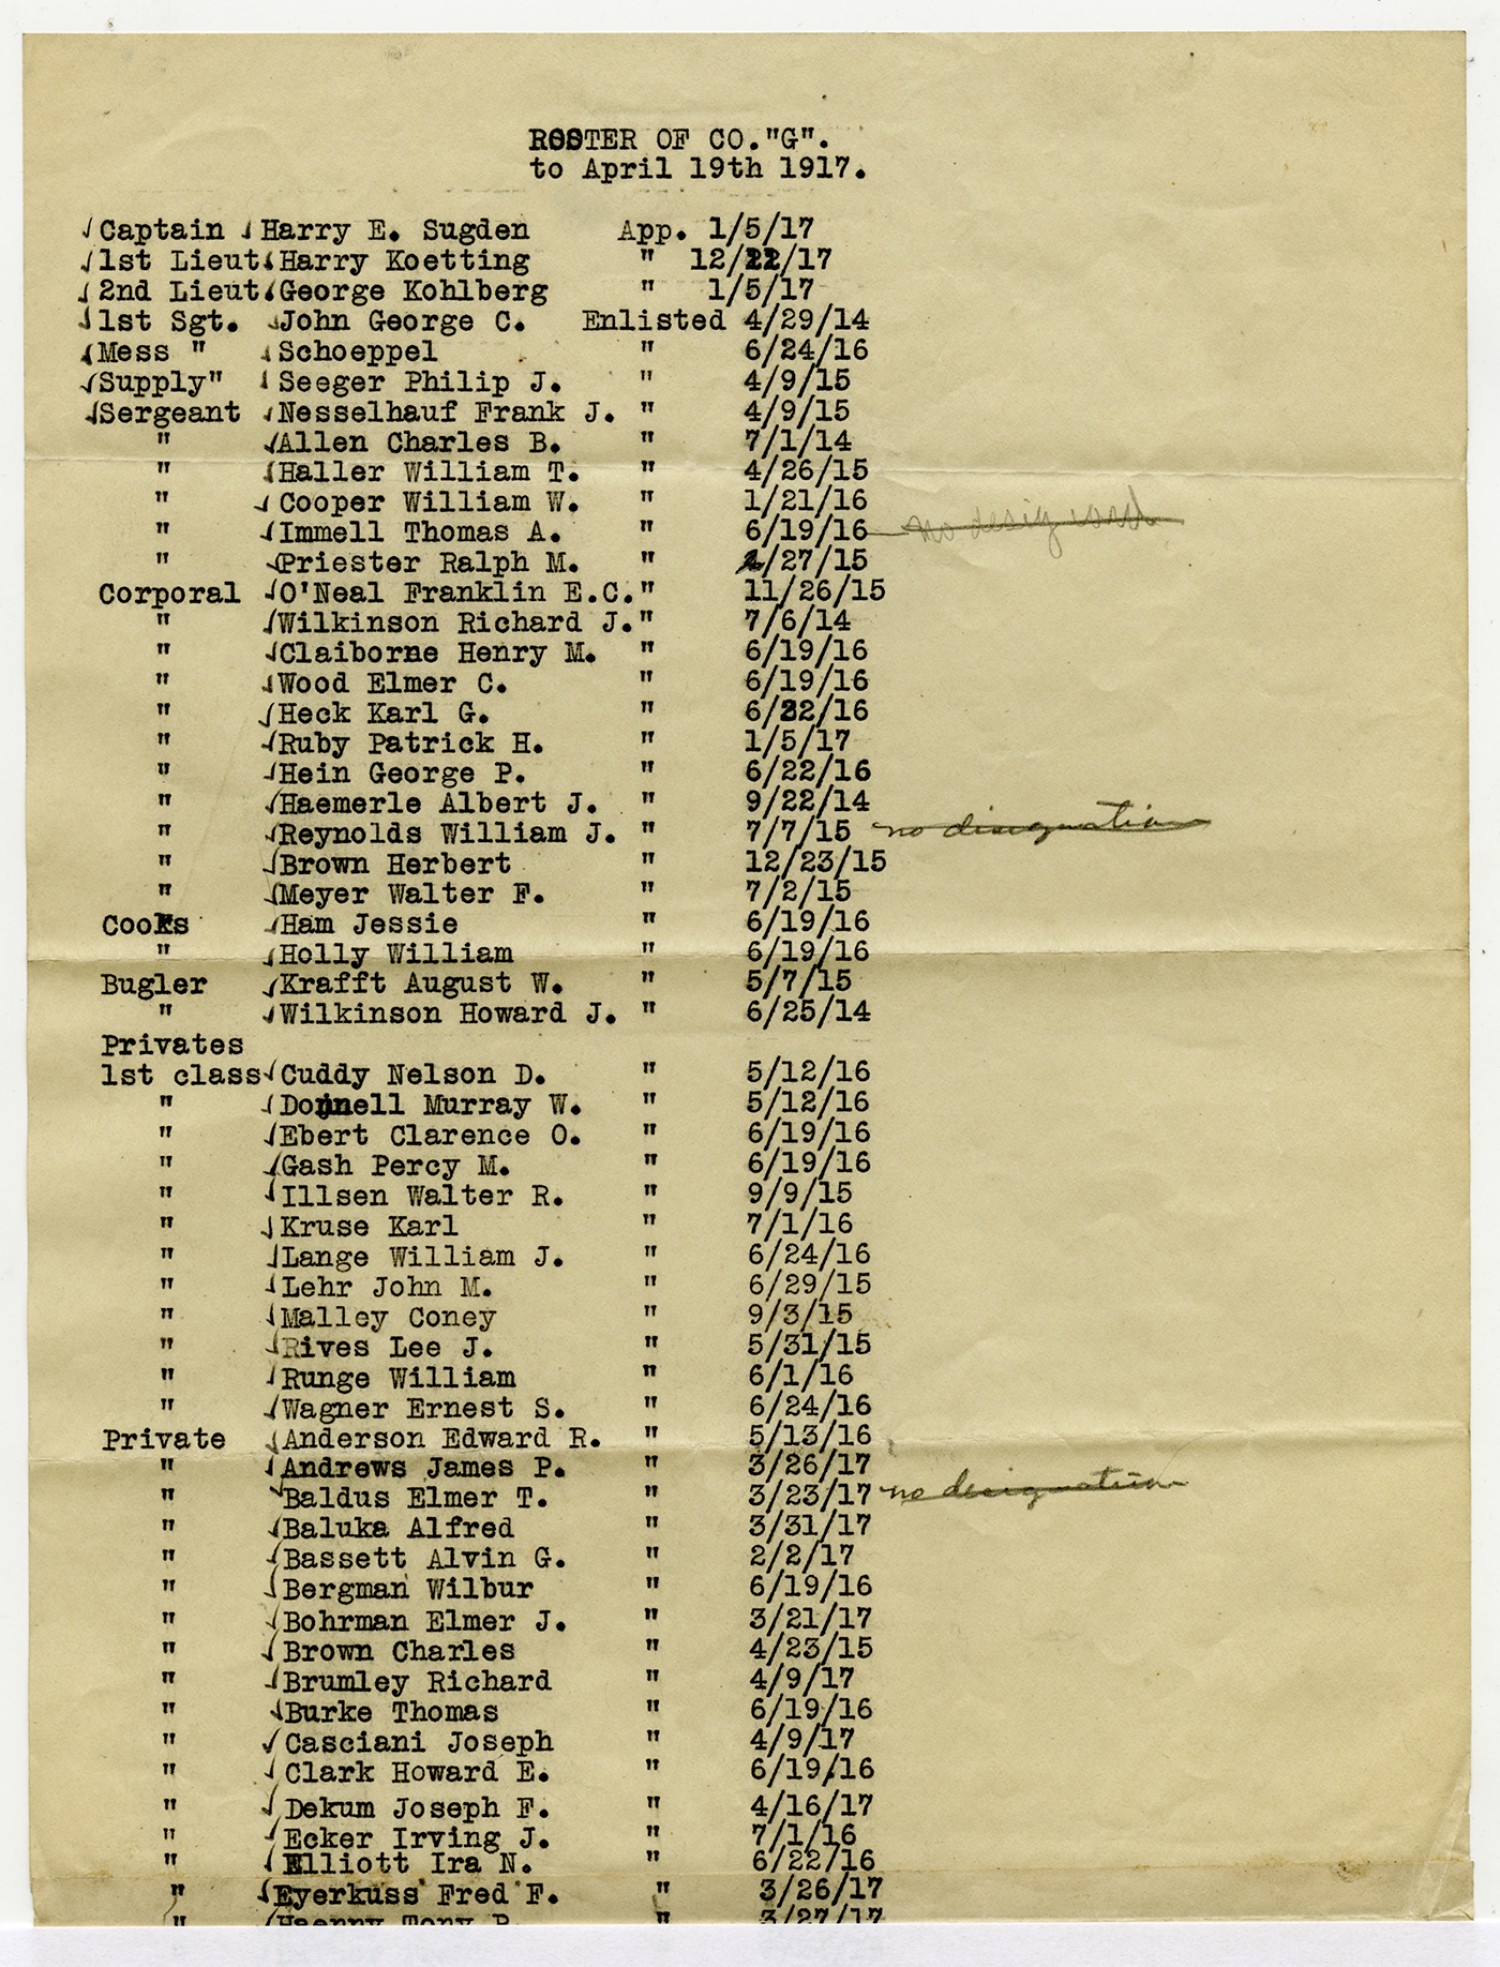 ROSTER OF CO."G".
to April 19th 1917.
√Captain √Harry E. Sugden App. 1/5/17
√1st Lieut.√Harry Koetting " 12/22/17
√2nd Lieut.√George Kohlberg " 1/5/17
√1st Sgt. √John George C. Enlisted 4/29/14
√Mess " √Schoeppel " 6/24/16
√Supply" √Seeger Philip J. " 4/9/15
√Sergeant √Nesselhauf Frank J. " 4/9/15
" √Allen Charles B. " 7/1/14
" √Haller William T. " 4/26/15
" √Cooper William W. " 1/21/16
" √Immell Thomas A. " 6/19/16 no desig card
" √Priester Ralph M. " /27/15
Corporal √O'Neal Franklin E.C." 11/26/15
" √Wilkinson Richard J." 7/6/14
" √Claiborne Henry M. " 6/19/16
" √Wood Elmer C. " 6/19/16
" √Heck Karl G. " 6/22/16
" √Ruby Patrick H. " 1/5/17
" √Hein George P. " 6/22/16
" √Haemerle Albert J. " 9/22/14
" √Reynolds William J. " 7/7/15 no designation
" √Brown Herbert " 12/23/15
" √Meyer Walter F. " 7/2/15
Cooks √Ham Jessie " 6/19/16
" √Holly William " 6/19/16
Bugler √Krafft August W. " 5/7/15
" √Wilkinson Howard J. " 6/25/14
Privates
1st class√Cuddy Nelson D. " 5/12/16
" √Donnell Murray W. " 5/12/16
" √Ebert Clarence O. " 6/19/16
" √Gash Percy M. " 6/19/16
" √Illsen Walter R. " 9/9/15
" √Kruse Karl " 7/1/16
" √Lange William J. " 6/24/16
" √Lehr John M. " 6/29/15
" √Malley Coney " 9/3/15
" √Rives Lee J. " 5/31/15
" √Runge William " 6/1/16
" √Wagner Ernest S. " 6/24/16
Private √Anderson Edward R. " 5/13/16
" √Andrews James P. " 3/26/17
" √Baldus Elmer T. " 3/23/17 no designation
" √Baluka Alfred " 3/31/17
" √Bassett Alvin G. " 2/2/17
" √Bergman Wilbur " 6/19/16
" √Bohrman Elmer J. " 3/21/17
" √Brown Charles " 4/23/15
" √Brumley Richard " 4/9/17
" √Burke Thomas " 6/19/16
" √Casciani Joseph " 4/9/17
" √Clark Howard E. " 6/19/16
" √Dekum Joseph F. " 4/16/17
" √Ecker Irving J. " 7/1/16
" √Elliott Ira N. " 6/22/16
" √Eyerkuss Fred F. " 3/26/17
" √Haenny Tony P. " 3/27/17